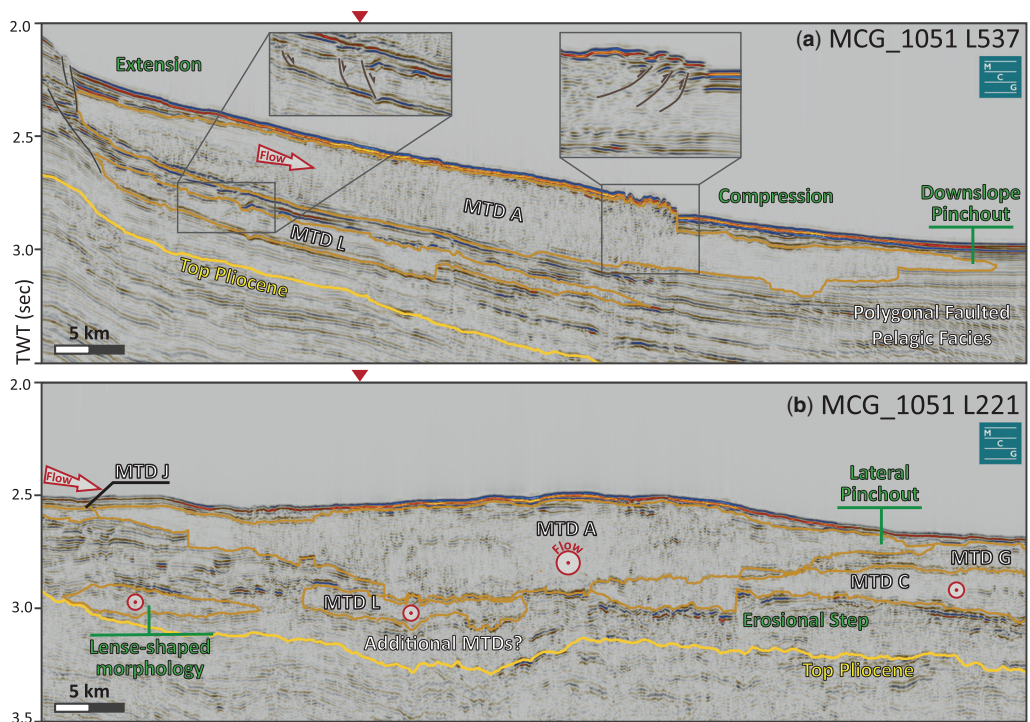 2.0
(a) MCG_1051 L537
M
C
G
Extension
2.5
Flow
Compression
Downslope
Pinchout
MTD A
MTD L
3.0
Top Pliocene
Polygonal Faulted
Pelagic Facies
TWT (sec)
5 km
2.0
(b) MCG_1051 L221
M
C
G
Flow
MTD J
Lateral
Pinchout
2.5
MTD A
Flow
MTD G
MTD C
MTD L
3.0
Erosional Step
Additional MTDs?
Lense-shaped
morphology
Top Pliocene
5 km
3.5